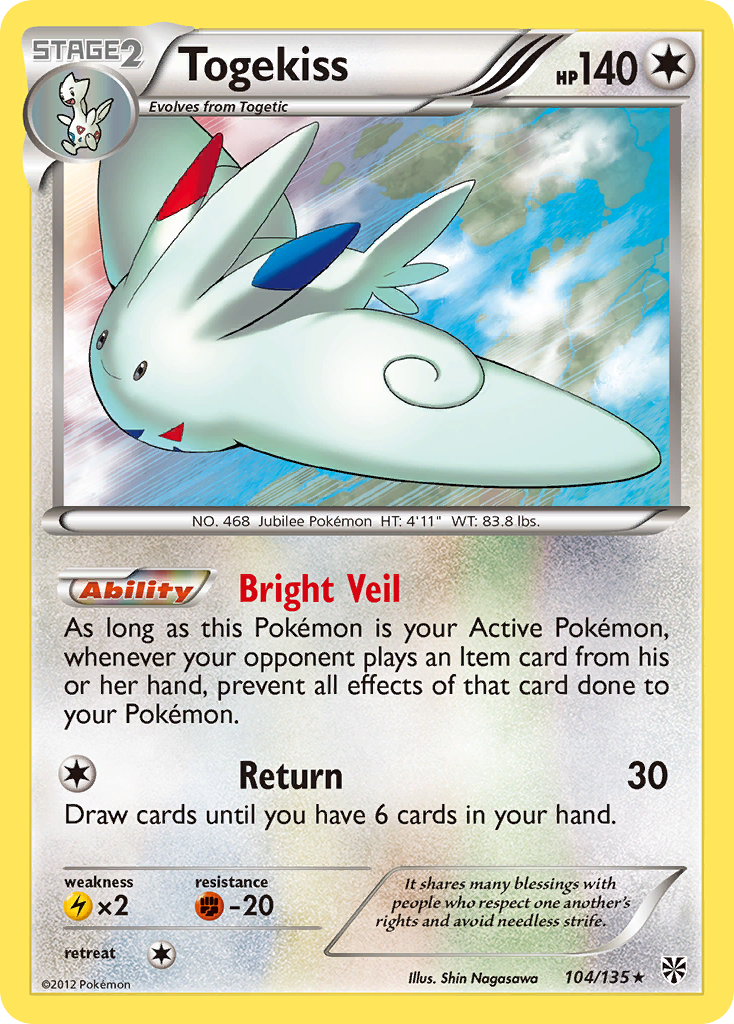 STAGE2
Togekiss
HP140
Evolves from Togetic
NO. 468 Jubilee Pokémon HT: 4'11" WT: 83.8 lbs.
Ability Bright Veil
As long as this Pokémon is your Active Pokémon,
whenever your opponent plays an Item card from his
or her hand, prevent all effects of that card done to
your Pokémon.
Return 30
Draw cards until you have 6 cards in your hand.
weakness resistance
×2 -20
retreat
It shares many blessings with
people who respect one another's
rights and avoid needless strife.
©2012 Pokémon
Illus. Shin Nagasawa 104/135★